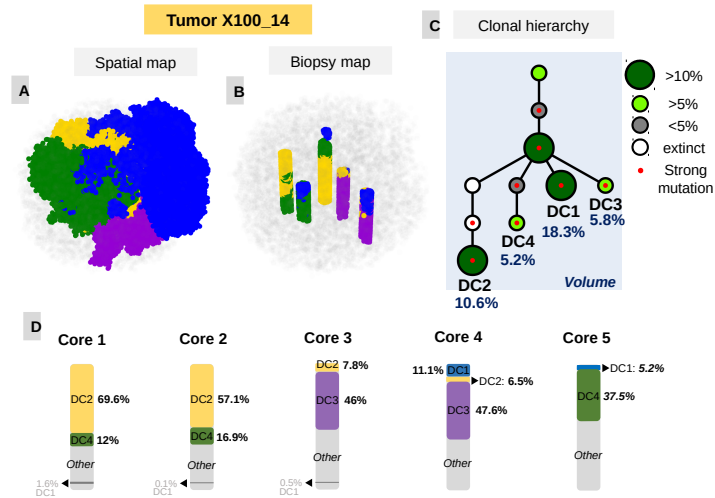 Tumor X100_14
C
Clonal hierarchy
Spatial map
Biopsy map
A
B
>10%
>5%
<5%
extinct
Strong
mutation
DC3
5.8%
DC1
18.3%
DC4
5.2%
DC2
10.6%
Volume
D
Core 1
Core 2
Core 3
Core 4
Core 5
DC2 69.6%
DC4 12%
Other
1.6%
DC1
DC2 57.1%
DC4 16.9%
Other
0.1%
DC1
DC2 7.8%
DC3 46%
Other
0.5%
DC1
11.1% DC1
DC2: 6.5%
DC3 47.6%
Other
DC1: 5.2%
DC4 37.5%
Other